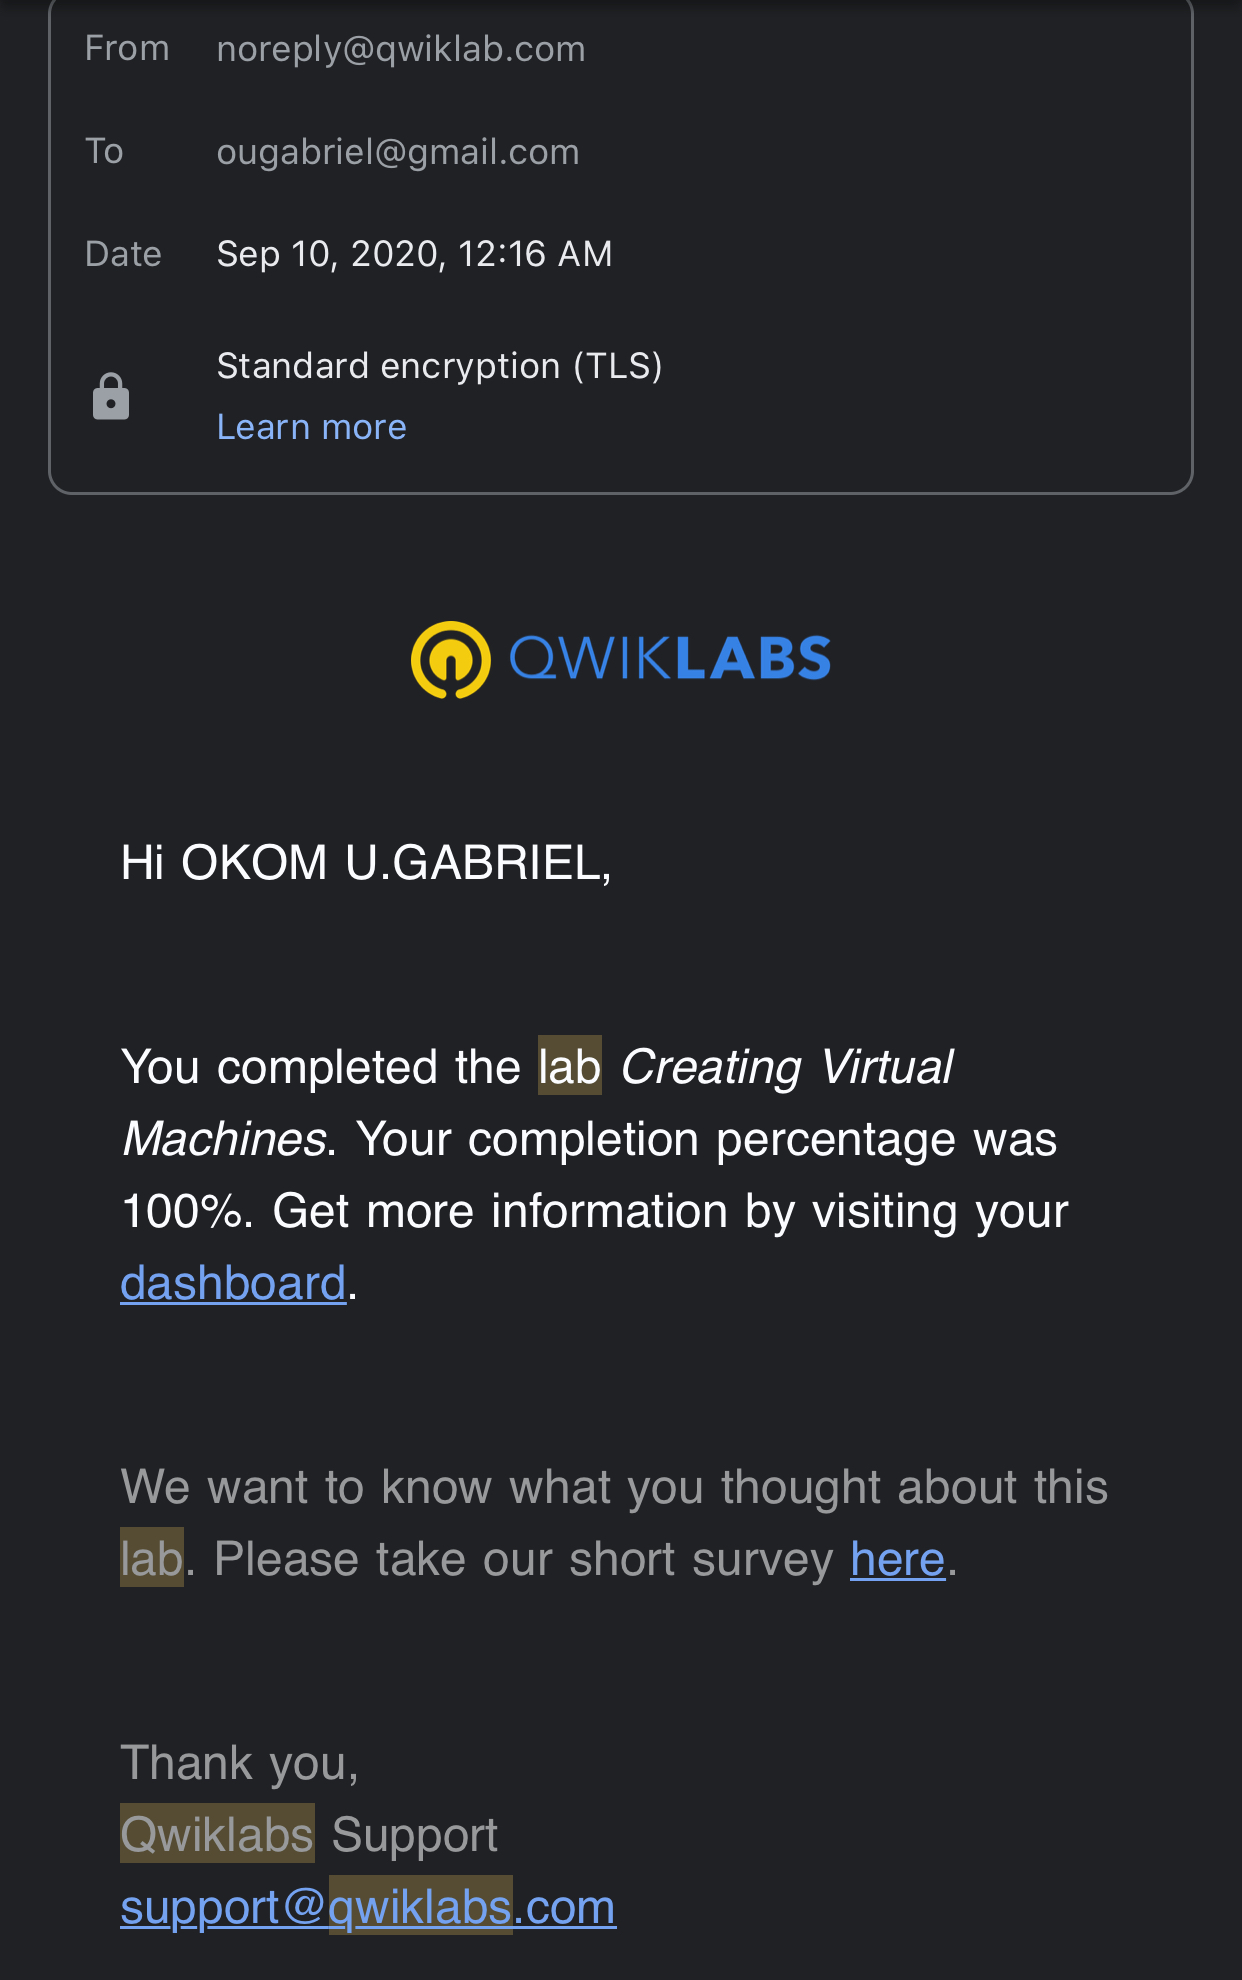 From noreply@qwiklab.com
To ougabriel@gmail.com
Date Sep 10, 2020, 12:16 AM
Standard encryption (TLS)
Learn more
QWIKLABS
Hi OKOM U.GABRIEL,
You completed the lab Creating Virtual
Machines. Your completion percentage was
100%. Get more information by visiting your
dashboard.
We want to know what you thought about this
lab. Please take our short survey here.
Thank you,
Qwiklabs Support
support@qwiklabs.com